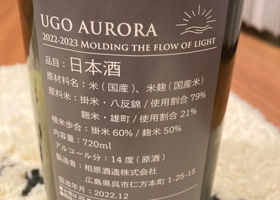 UGO AURORA
2022-2023 MOLDING THE FLOW OF LIGHT
品目：日本酒
原材料名：米（国産）、米麹（国産米）
原料米：掛米・八反錦 / 使用割合 79%
麹米・雄町 / 使用割合 21%
精米歩合：掛米 60% / 麹米 50%
内容量：720ml
アルコール分：14度（原酒）
製造者：相原酒造株式会社
広島県呉市仁方本町 1-25-15
製造年月：2022.12